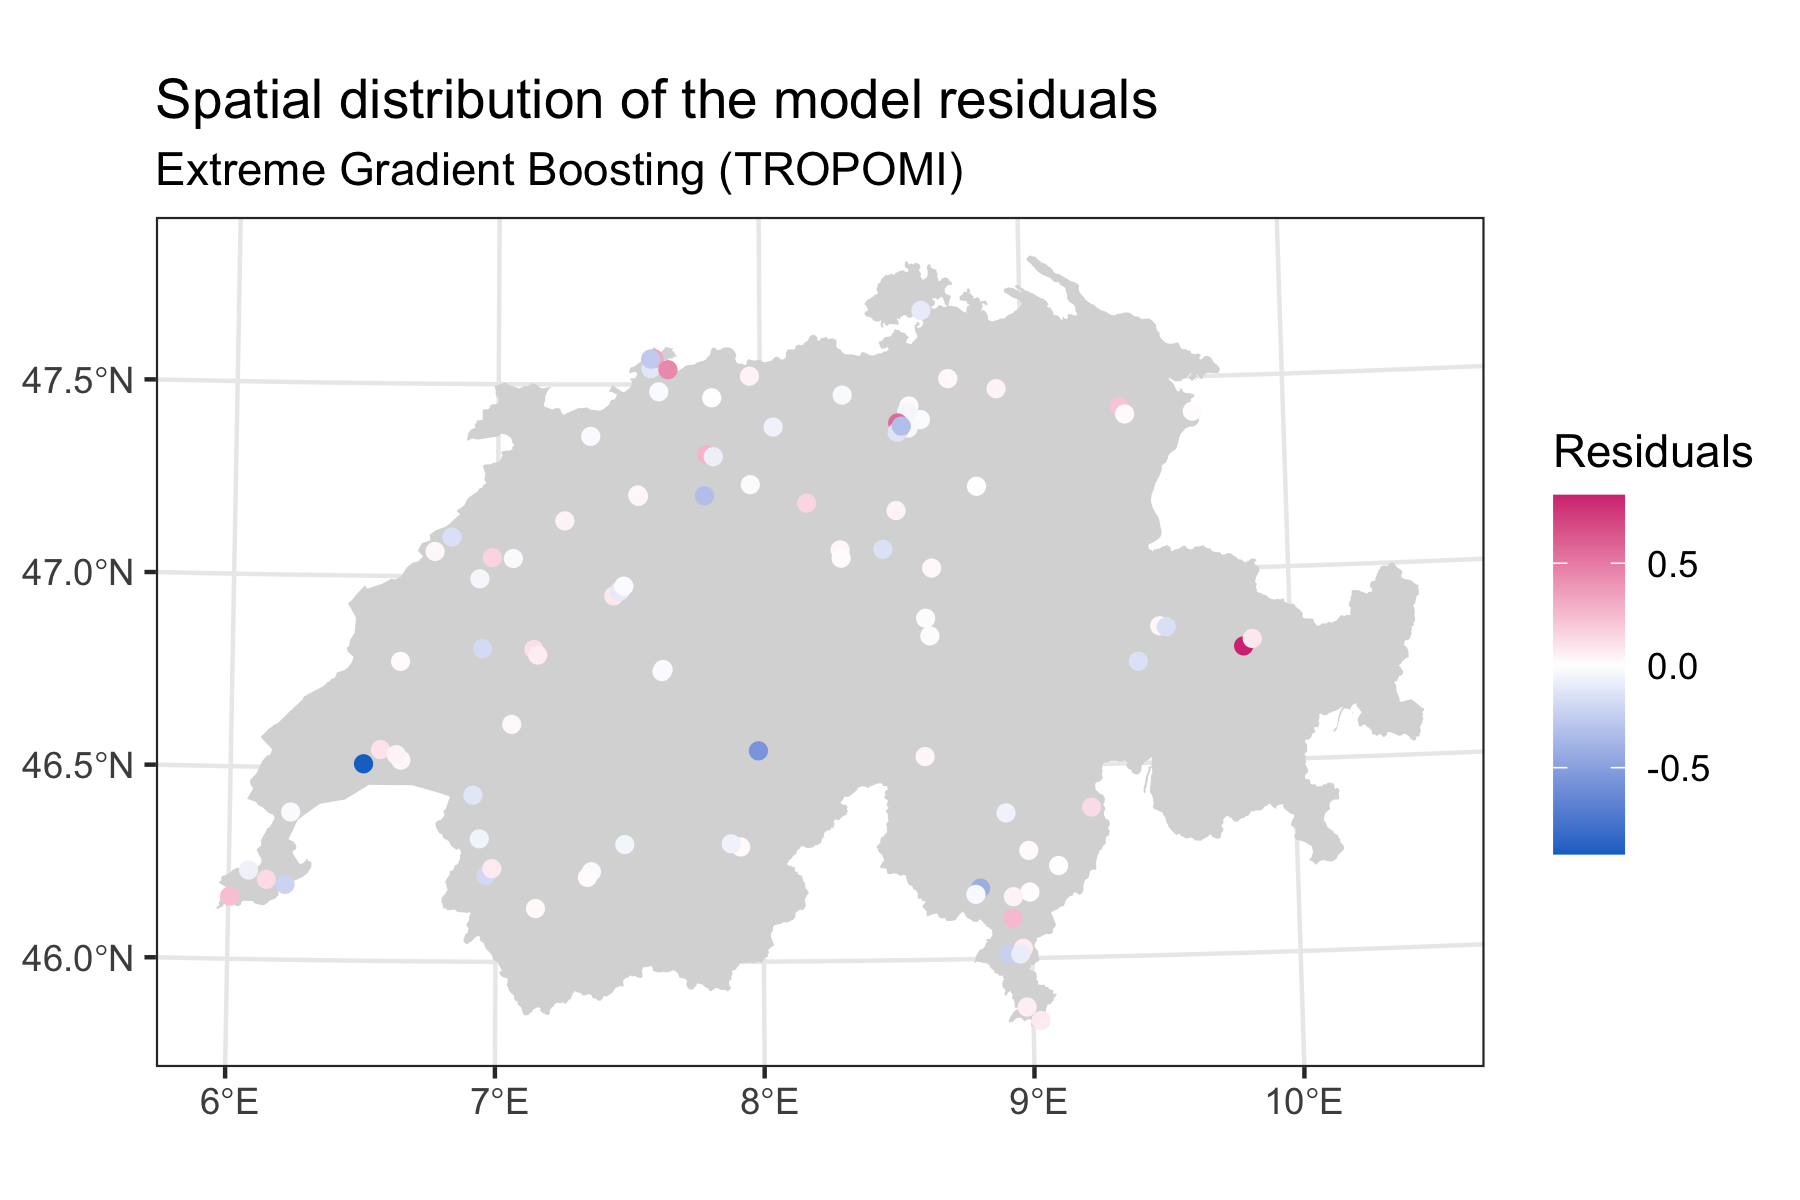 Spatial distribution of the model residuals
Extreme Gradient Boosting (TROPOMI)
47.5°N
47.0°N
46.5°N
46.0°N
6°E
7°E
8°E
9°E
10°E
Residuals
0.5
0.0
-0.5